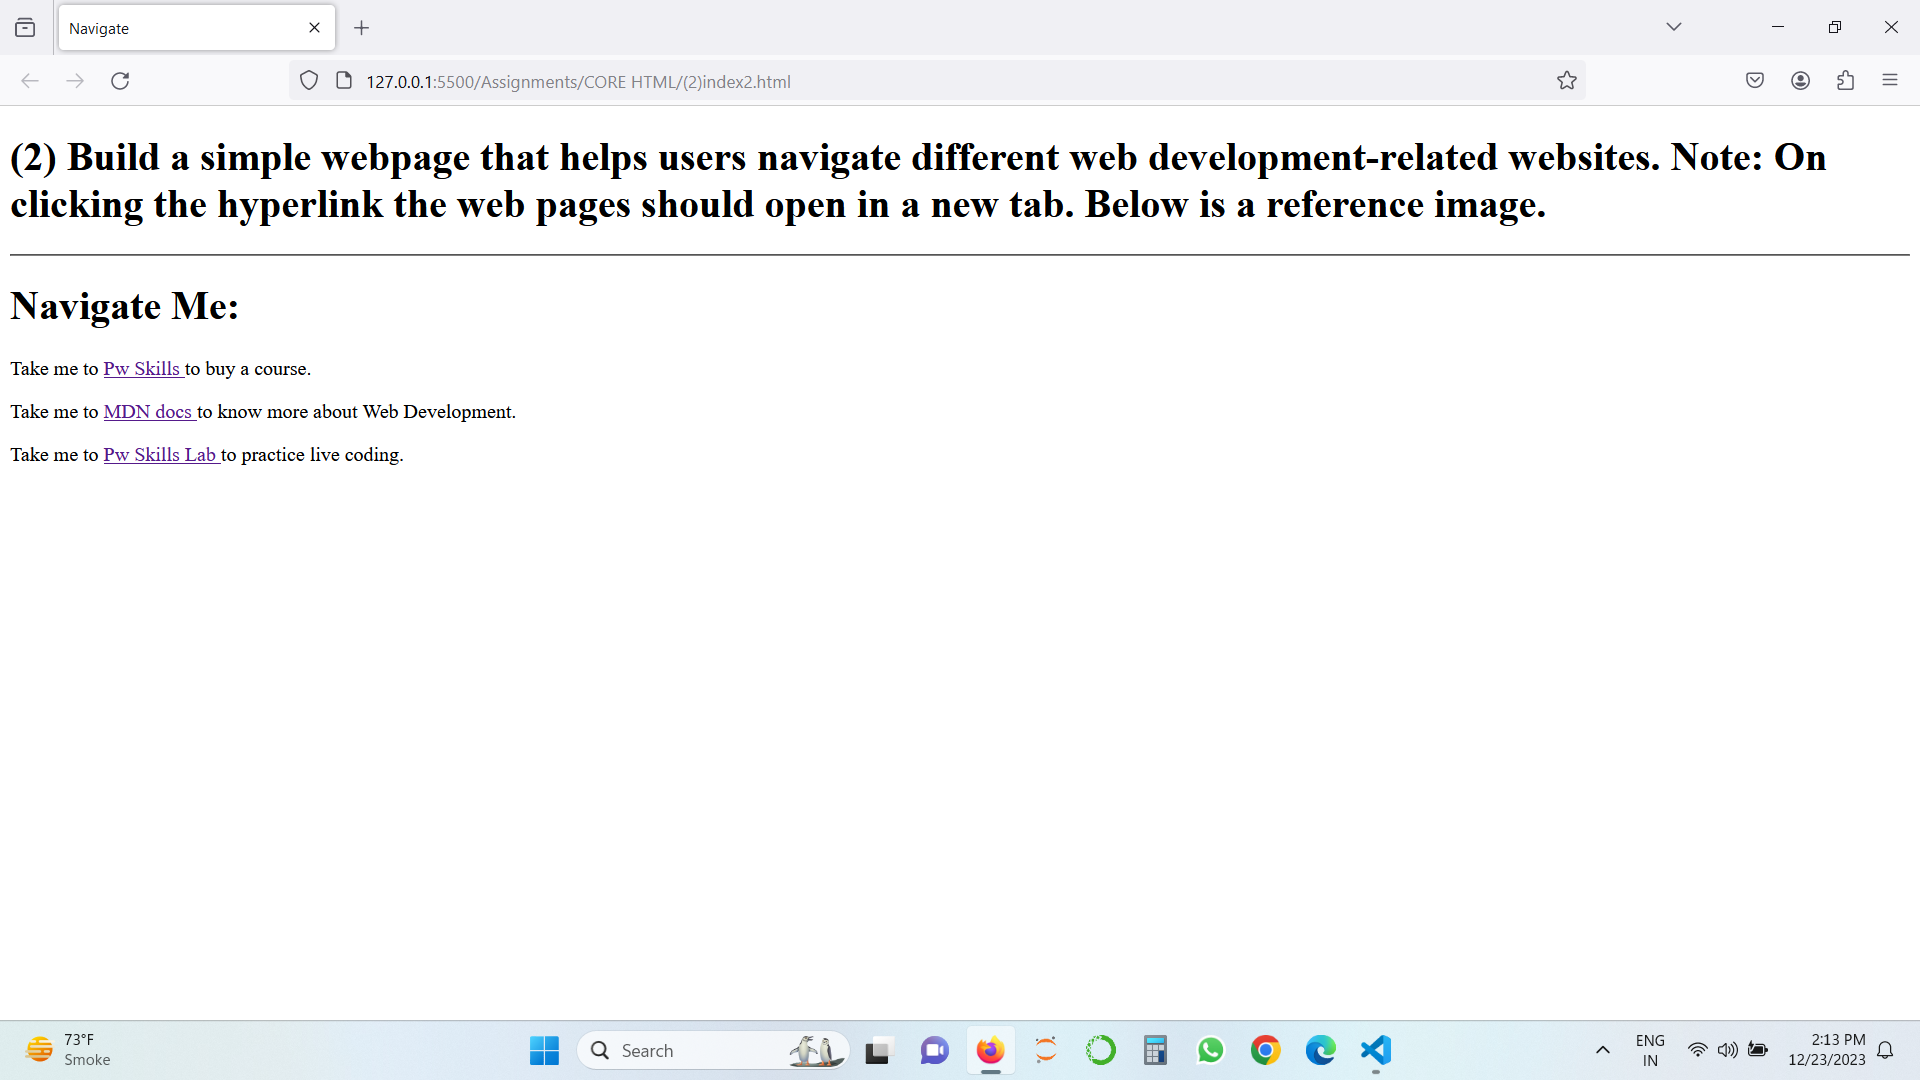 Navigate
127.0.0.1:5500/Assignments/CORE HTML/(2)index2.html
(2) Build a simple webpage that helps users navigate different web development-related websites. Note: On
clicking the hyperlink the web pages should open in a new tab. Below is a reference image.
Navigate Me:
Take me to Pw Skills to buy a course.
Take me to MDN docs to know more about Web Development.
Take me to Pw Skills Lab to practice live coding.
73°F
Smoke
Search
ENG
IN
2:13 PM
12/23/2023